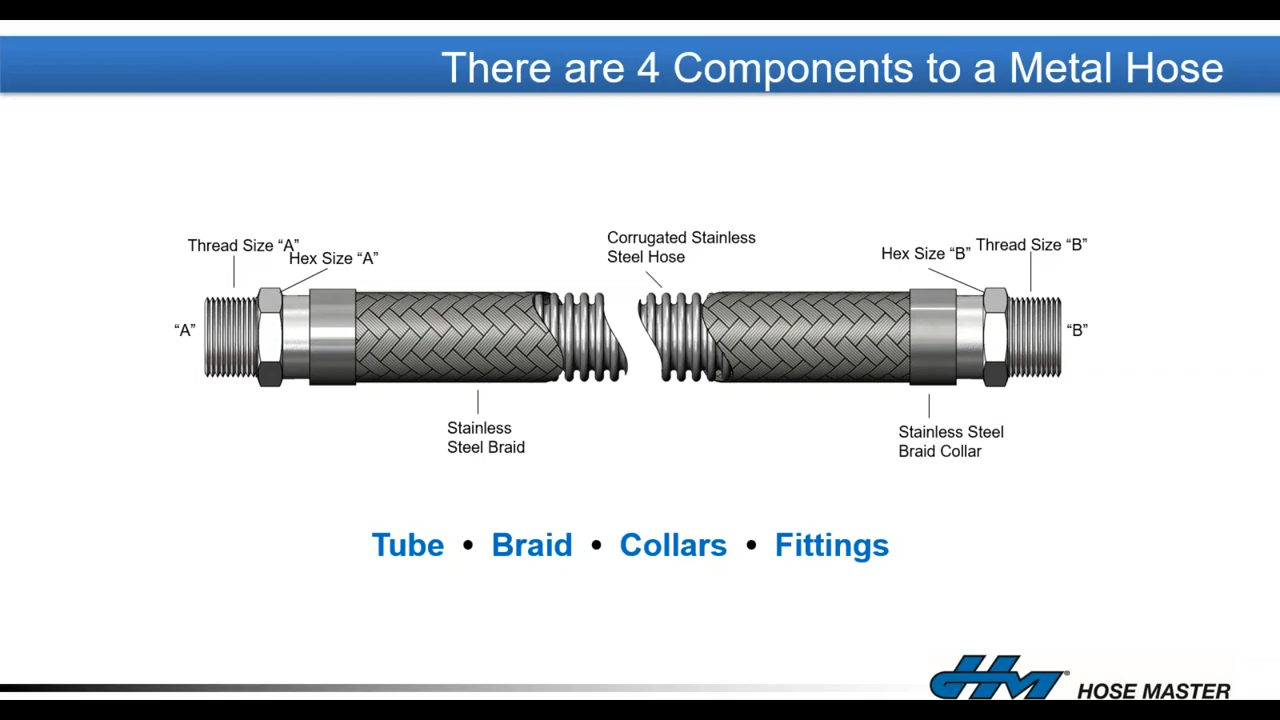 There are 4 Components to a Metal Hose
Corrugated Stainless
Steel Hose
Thread Size “A”
Hex Size “A”
Hex Size “B”
Thread Size “B”
“A”
“B”
Stainless
Steel Braid
Stainless Steel
Braid Collar
Tube • Braid • Collars • Fittings
HM® HOSE MASTER